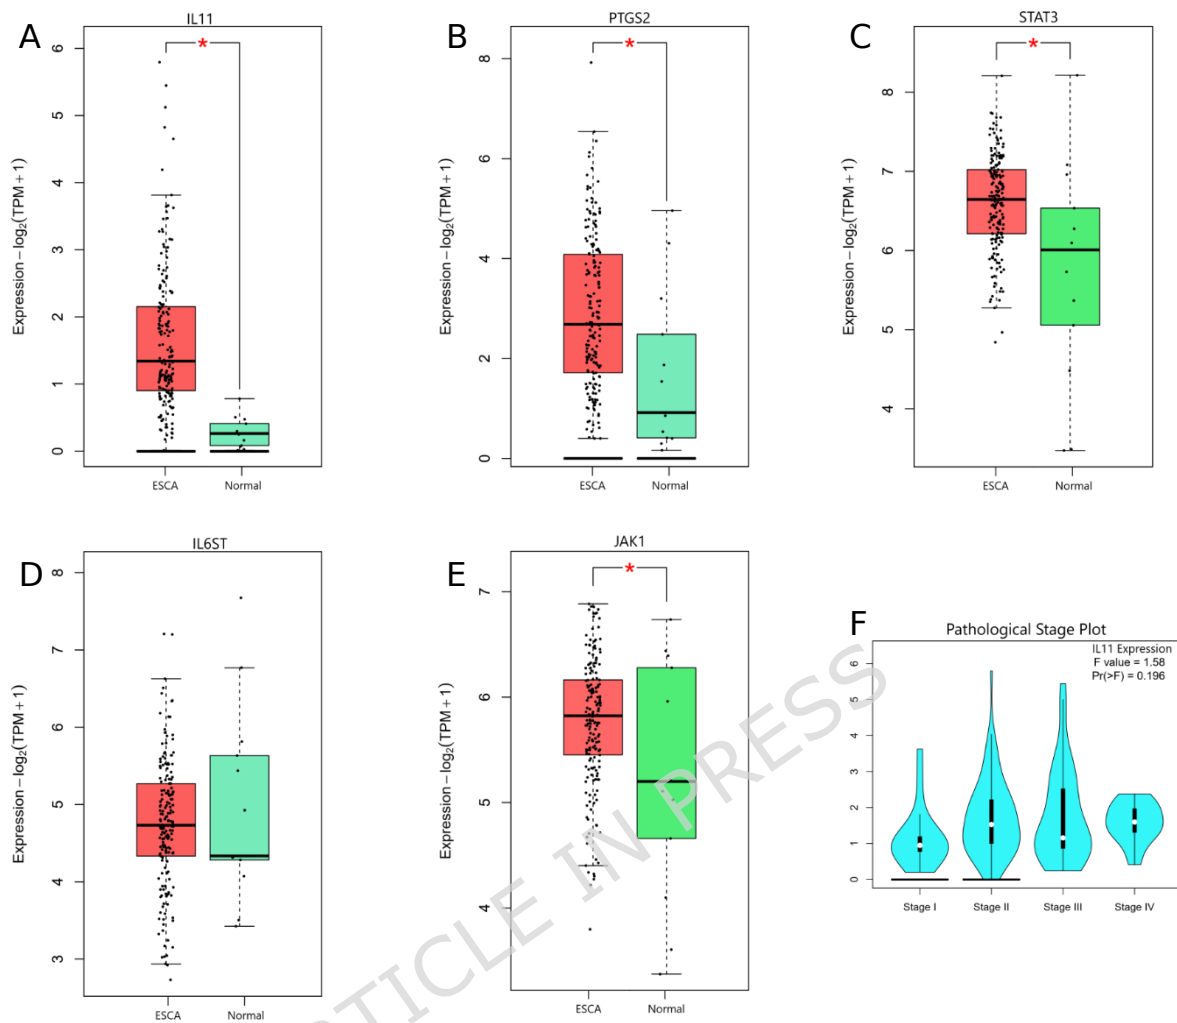 A
IL11
*
6
5
4
3
2
1
0
Expression – log₂(TPM + 1)
ESCA
Normal
B
PTGS2
*
8
6
4
2
0
Expression – log₂(TPM + 1)
ESCA
Normal
C
STAT3
*
8
7
6
5
4
Expression – log₂(TPM + 1)
ESCA
Normal
D
IL6ST
8
7
6
5
4
3
Expression – log₂(TPM + 1)
ESCA
Normal
E
JAK1
*
7
6
5
4
Expression – log₂(TPM + 1)
ESCA
Normal
F
Pathological Stage Plot
IL11 Expression
F value = 1.58
Pr(>F) = 0.196
6
5
4
3
2
1
0
Stage I
Stage II
Stage III
Stage IV
TICLE IN PRESS